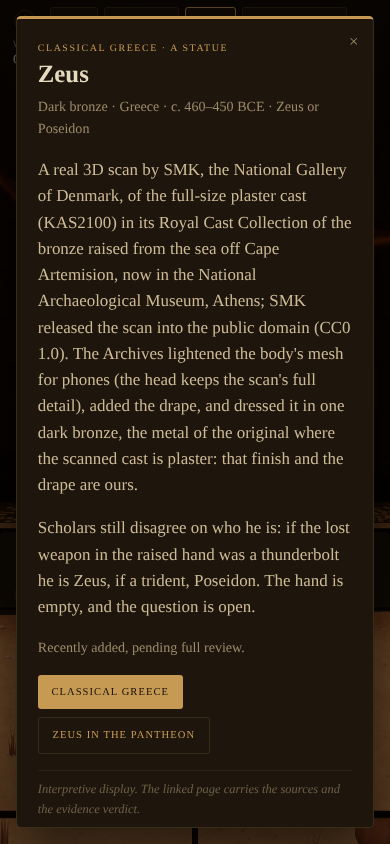 CLASSICAL GREECE · A STATUE
×
Zeus
Dark bronze · Greece · c. 460–450 BCE · Zeus or
Poseidon
A real 3D scan by SMK, the National Gallery
of Denmark, of the full-size plaster cast
(KAS2100) in its Royal Cast Collection of the
bronze raised from the sea off Cape
Artemision, now in the National
Archaeological Museum, Athens; SMK
released the scan into the public domain (CC0
1.0). The Archives lightened the body's mesh
for phones (the head keeps the scan's full
detail), added the drape, and dressed it in one
dark bronze, the metal of the original where
the scanned cast is plaster: that finish and the
drape are ours.
Scholars still disagree on who he is: if the lost
weapon in the raised hand was a thunderbolt
he is Zeus, if a trident, Poseidon. The hand is
empty, and the question is open.
Recently added, pending full review.
CLASSICAL GREECE
ZEUS IN THE PANTHEON
Interpretive display. The linked page carries the sources and
the evidence verdict.